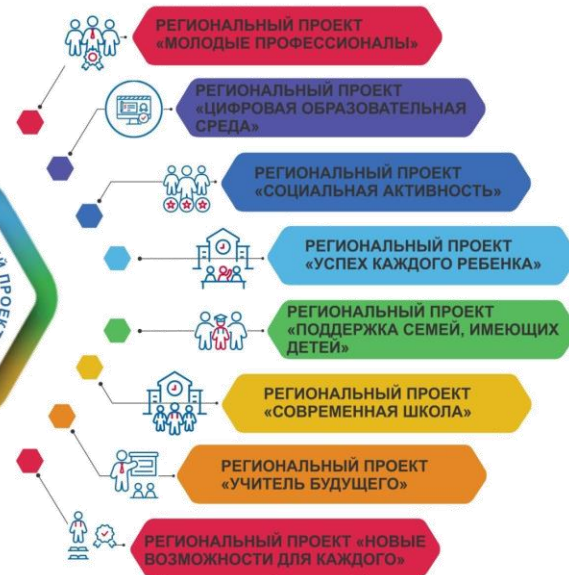 РЕГИОНАЛЬНЫЙ ПРОЕКТ
«МОЛОДЫЕ ПРОФЕССИОНАЛЫ»
РЕГИОНАЛЬНЫЙ ПРОЕКТ
«ЦИФРОВАЯ ОБРАЗОВАТЕЛЬНАЯ
СРЕДА»
РЕГИОНАЛЬНЫЙ ПРОЕКТ
«СОЦИАЛЬНАЯ АКТИВНОСТЬ»
РЕГИОНАЛЬНЫЙ ПРОЕКТ
«УСПЕХ КАЖДОГО РЕБЕНКА»
РЕГИОНАЛЬНЫЙ ПРОЕКТ
«ПОДДЕРЖКА СЕМЕЙ, ИМЕЮЩИХ
ДЕТЕЙ»
РЕГИОНАЛЬНЫЙ ПРОЕКТ
«СОВРЕМЕННАЯ ШКОЛА»
РЕГИОНАЛЬНЫЙ ПРОЕКТ
«УЧИТЕЛЬ БУДУЩЕГО»
РЕГИОНАЛЬНЫЙ ПРОЕКТ «НОВЫЕ
ВОЗМОЖНОСТИ ДЛЯ КАЖДОГО»
ПРОЕКТ